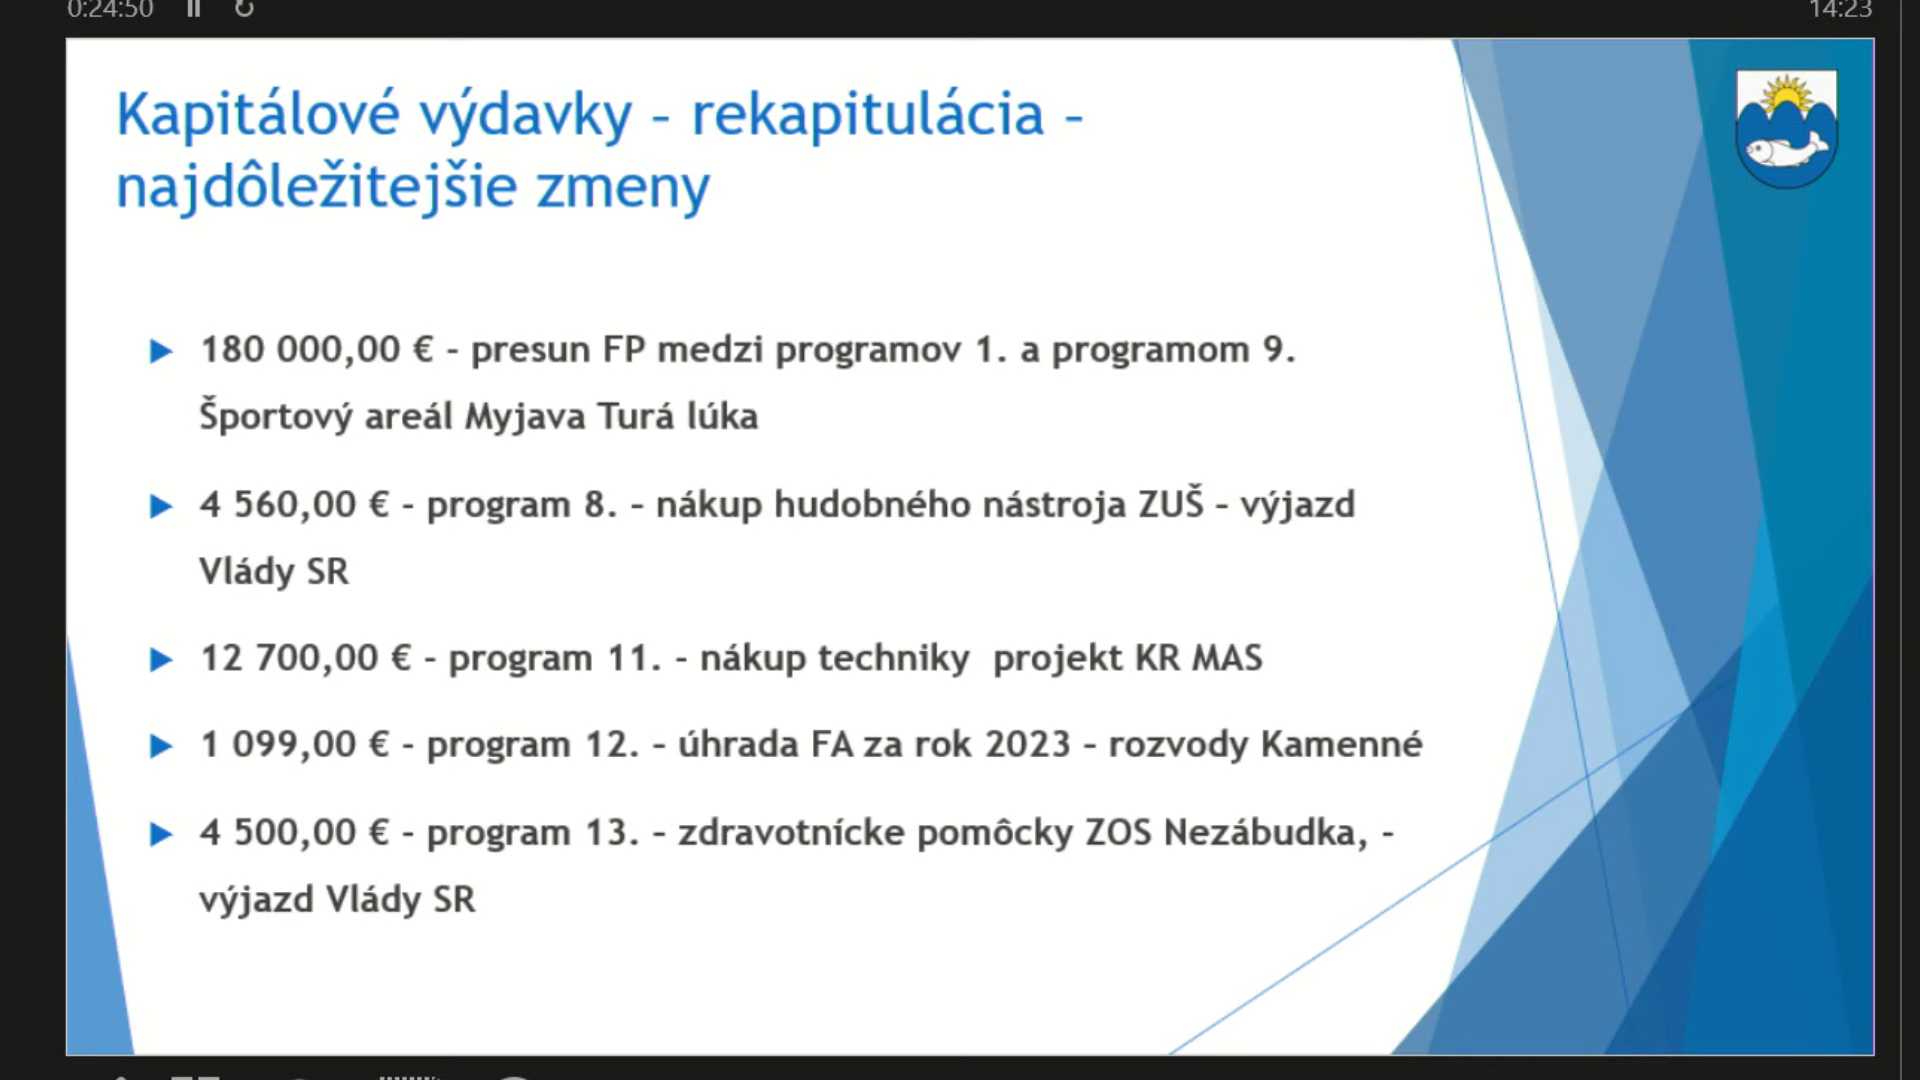 0:24:50
14:23
Kapitálové výdavky – rekapitulácia –
najdôležitejšie zmeny
180 000,00 € - presun FP medzi programov 1. a programom 9.
Športový areál Myjava Turá lúka
4 560,00 € - program 8. – nákup hudobného nástroja ZUŠ – výjazd
Vlády SR
12 700,00 € - program 11. - nákup techniky  projekt KR MAS
1 099,00 € - program 12. – úhrada FA za rok 2023 – rozvody Kamenné
4 500,00 € - program 13. – zdravotnícke pomôcky ZOS Nezábudka, -
výjazd Vlády SR